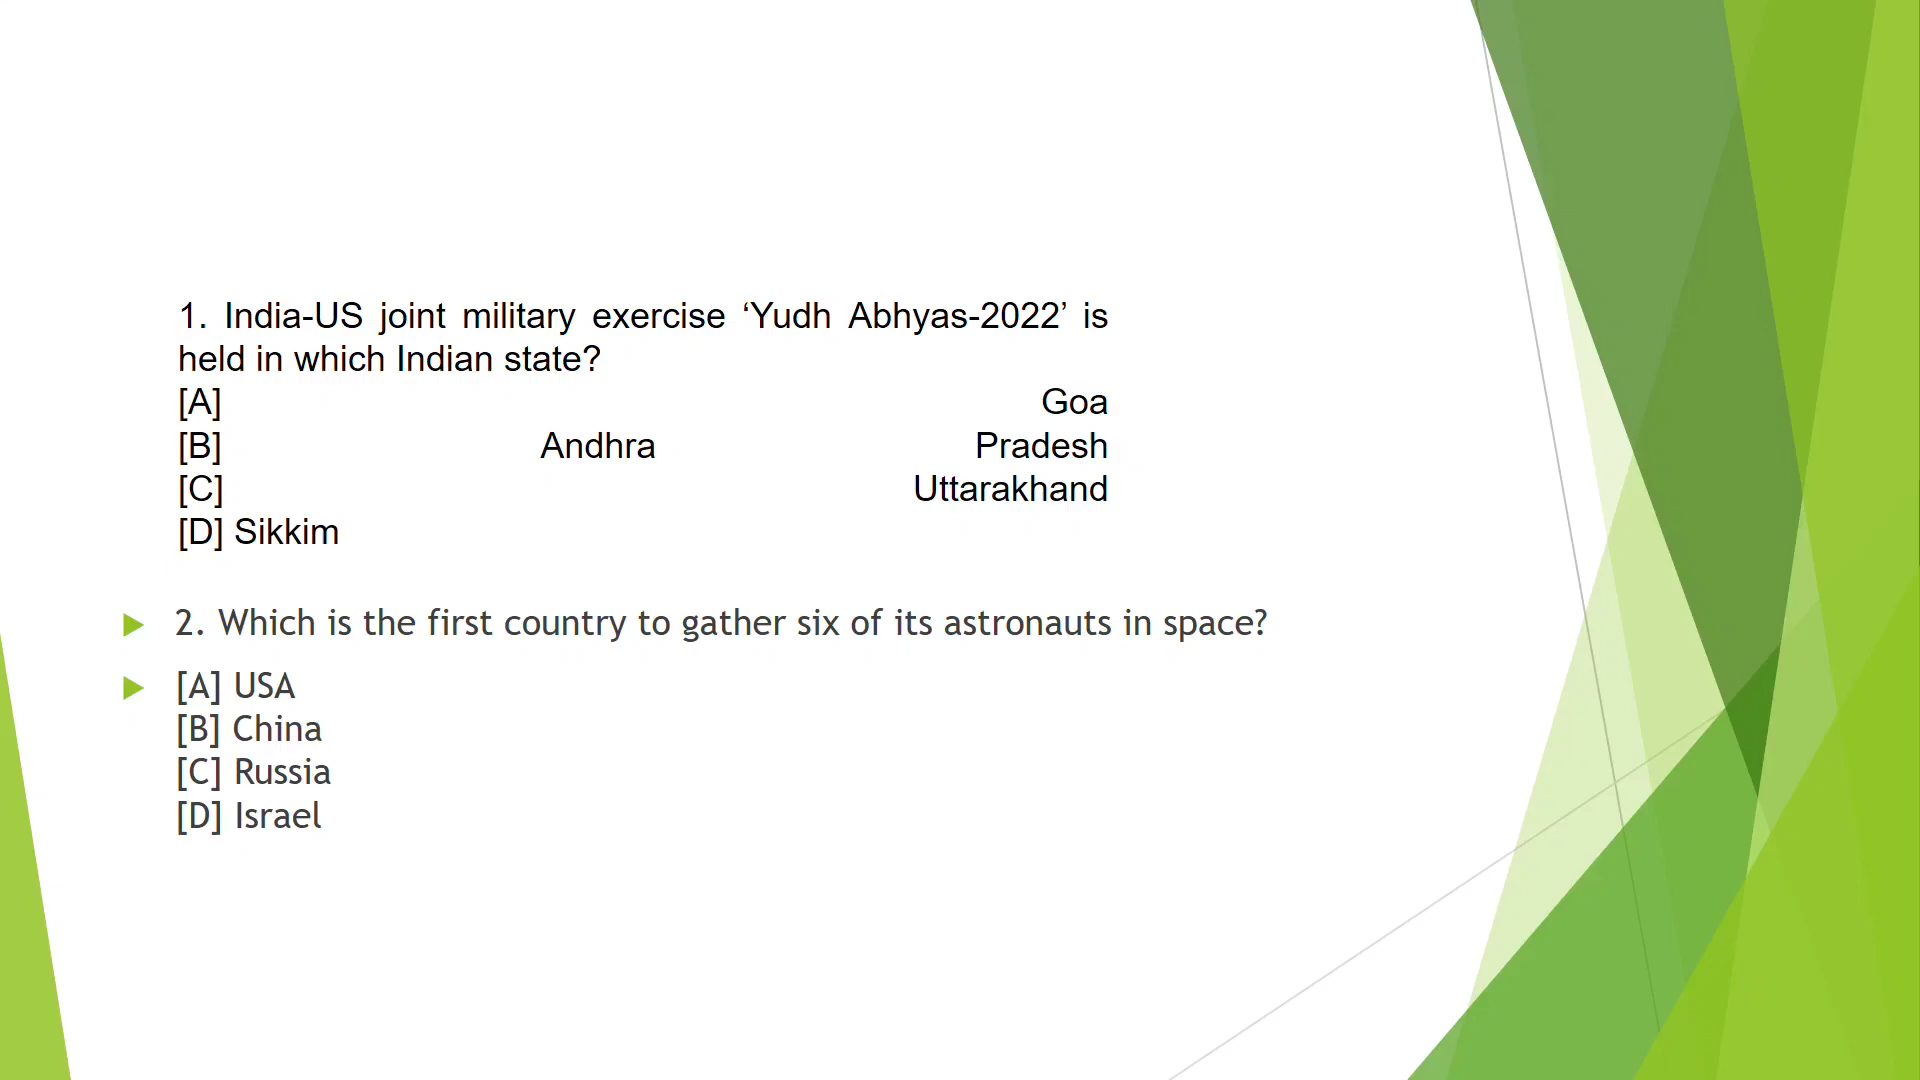 1. India-US joint military exercise ‘Yudh Abhyas-2022’ is
held in which Indian state?
[A] Goa
[B] Andhra Pradesh
[C] Uttarakhand
[D] Sikkim
2. Which is the first country to gather six of its astronauts in space?
[A] USA
[B] China
[C] Russia
[D] Israel